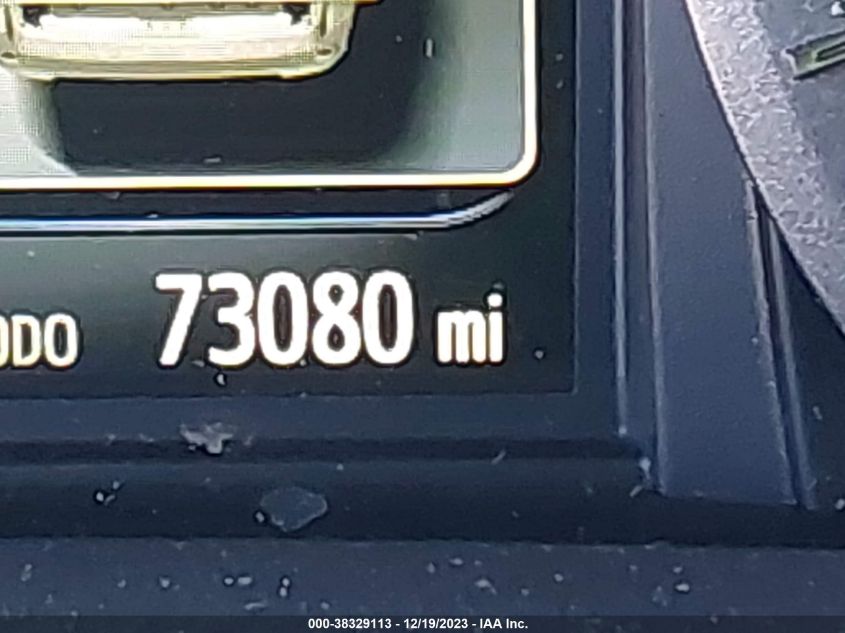 ODO 73080 mi
000-38329113 - 12/19/2023 - IAA Inc.